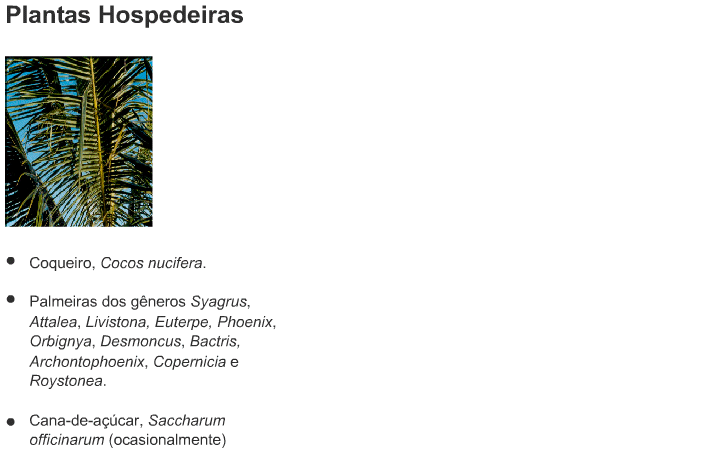 Plantas Hospedeiras
● Coqueiro, Cocos nucifera.
● Palmeiras dos gêneros Syagrus,
Attalea, Livistona, Euterpe, Phoenix,
Orbignya, Desmoncus, Bactris,
Archontophoenix, Copernicia e
Roystonea.
● Cana-de-açúcar, Saccharum
officinarum (ocasionalmente)